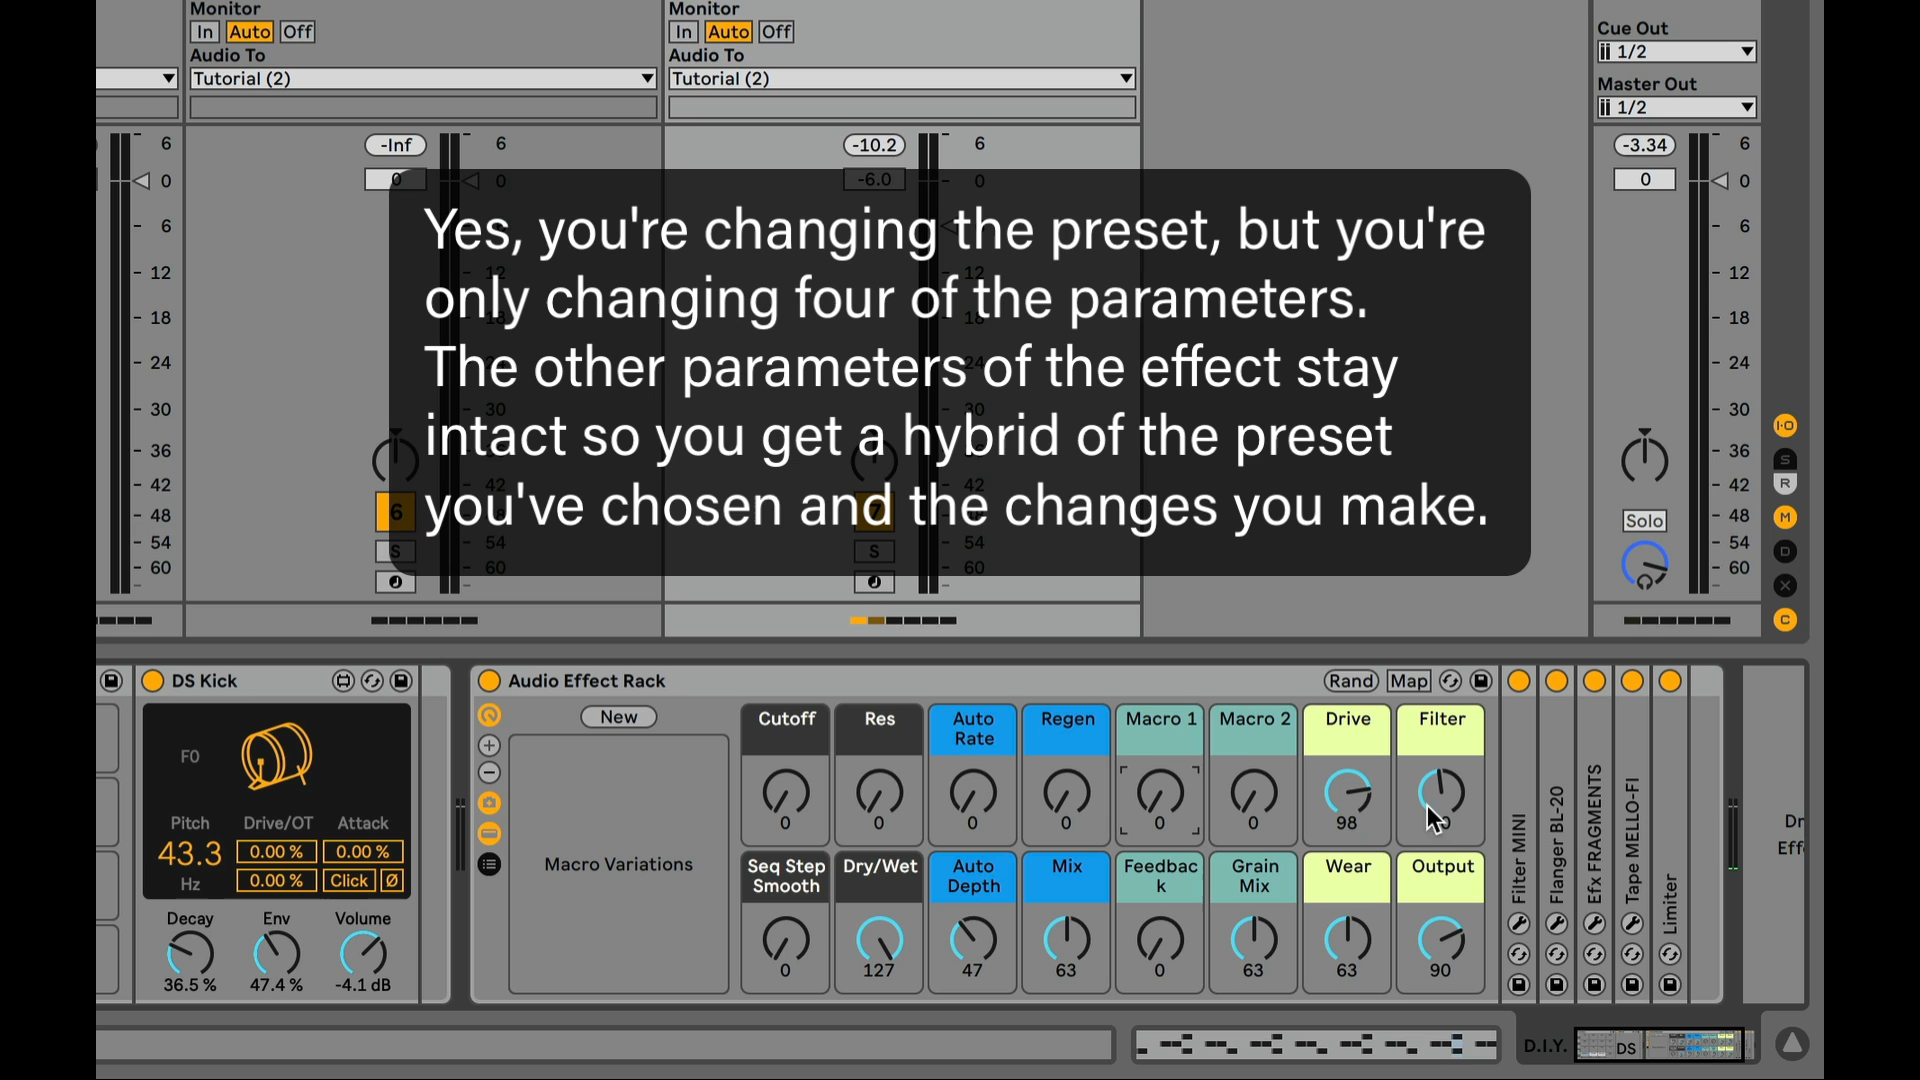 Monitor
In Auto Off
Audio To
Tutorial (2)
Monitor
In Auto Off
Audio To
Tutorial (2)
Cue Out
1/2
Master Out
1/2
6
0
6
12
18
24
30
36
42
48
54
60
-Inf
0
6
0
12
18
24
30
36
42
48
54
60
6
S
-10.2
-6.0
6
0
6
12
18
24
30
36
42
48
54
60
7
S
-3.34
0
6
0
6
12
18
24
30
36
42
48
54
60
Solo
I·O
S
R
M
D
X
C
Yes, you're changing the preset, but you're
only changing four of the parameters.
The other parameters of the effect stay
intact so you get a hybrid of the preset
you've chosen and the changes you make.
DS Kick
F0
Pitch Drive/OT Attack
43.3 0.00 % 0.00 %
Hz 0.00 % Click Ø
Decay Env Volume
36.5 % 47.4 % -4.1 dB
Audio Effect Rack
Rand Map
New
Macro Variations
Cutoff Res Auto Rate Regen Macro 1 Macro 2 Drive Filter
0 0 0 0 0 0 98
Seq Step Smooth Dry/Wet Auto Depth Mix Feedbac k Grain Mix Wear Output
0 127 47 63 0 63 63 90
Filter MINI
Flanger BL-20
Efx FRAGMENTS
Tape MELLO-FI
Limiter
Dr
Effe
D.I.Y.
DS